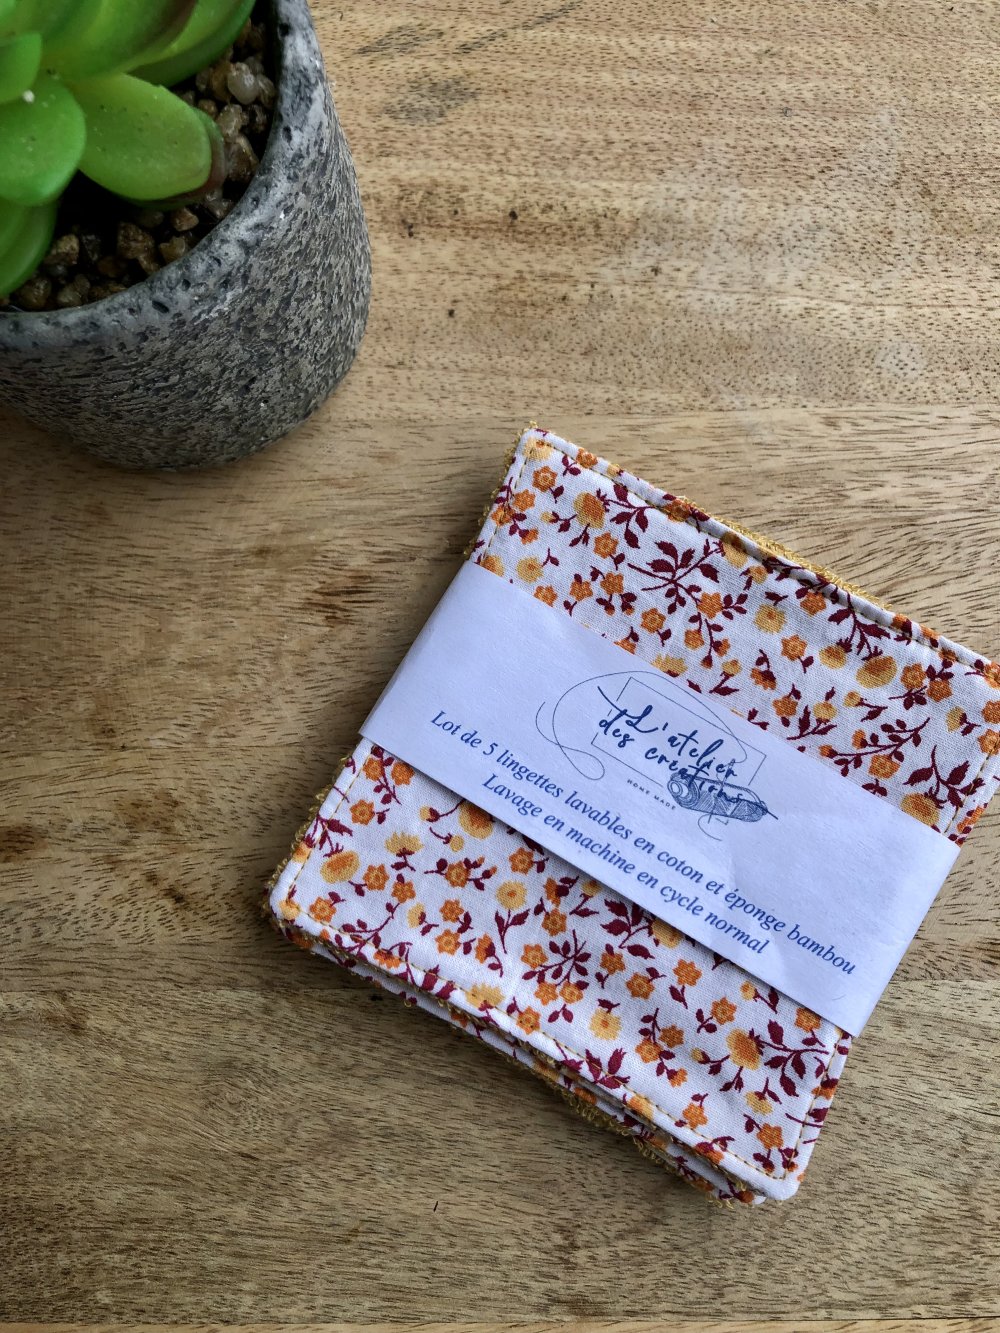 L'atelier
des creations
HOME MADE
Lot de 5 lingettes lavables en coton et éponge bambou
Lavage en machine en cycle normal